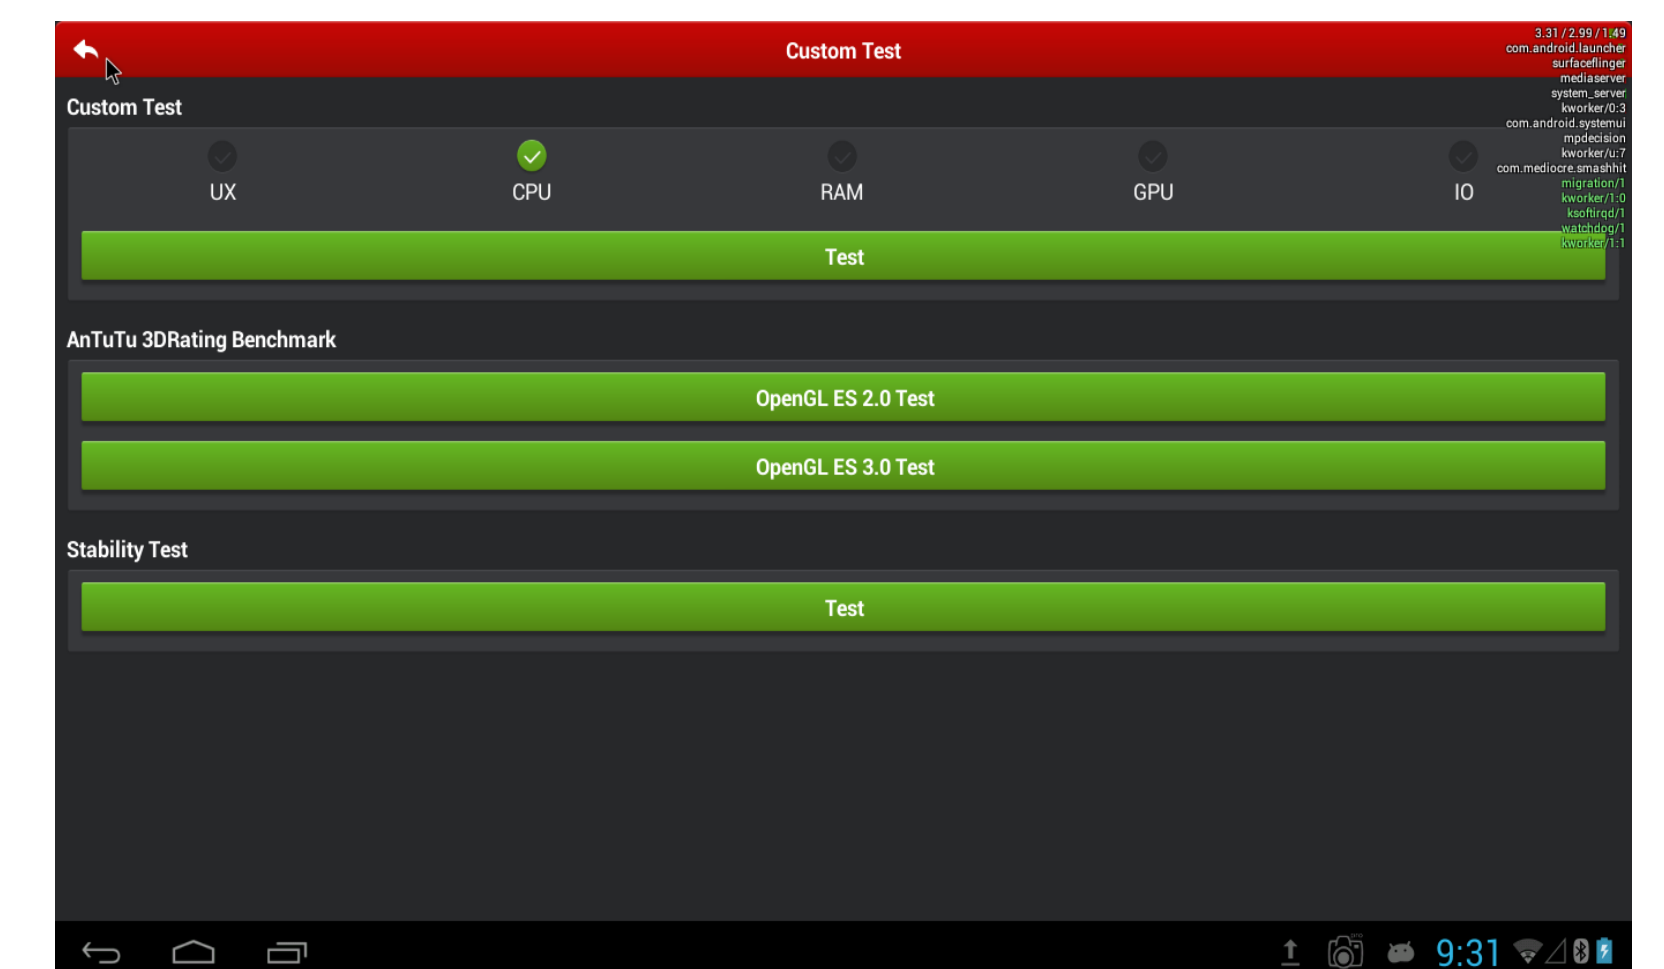 Custom Test
3.31 / 2.99 / 1.49
com.android.launcher
surfaceflinger
mediaserver
system_server
kworker/0:3
com.android.systemui
mpdecision
kworker/u:7
com.mediocre.smashhit
migration/1
kworker/1:0
ksoftirqd/1
watchdog/1
kworker/1:1
Custom Test
UX CPU RAM GPU IO
Test
AnTuTu 3DRating Benchmark
OpenGL ES 2.0 Test
OpenGL ES 3.0 Test
Stability Test
Test
9:31